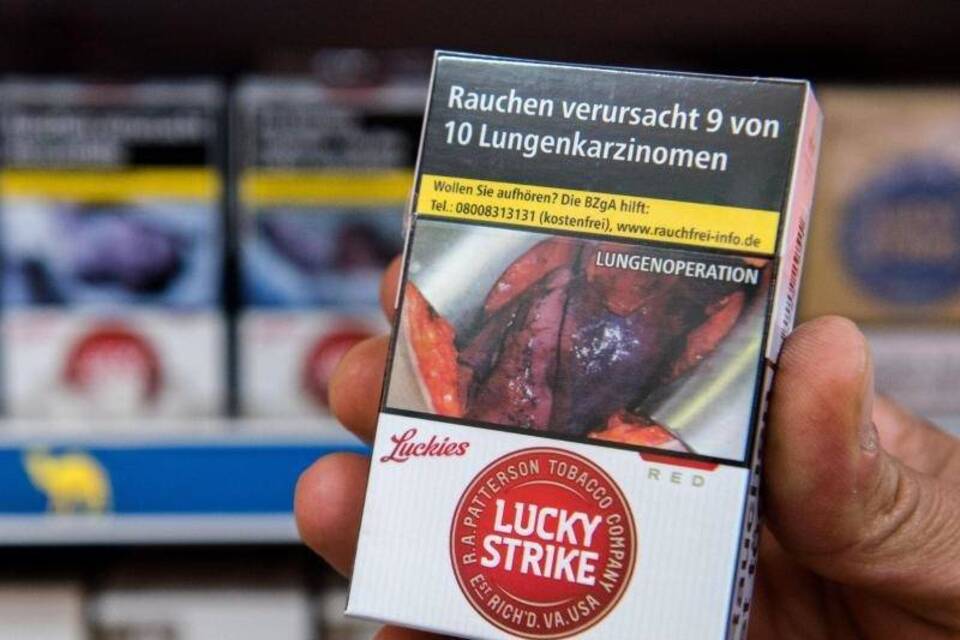 Rauchen verursacht 9 von
10 Lungenkarzinomen
Wollen Sie aufhören? Die BZgA hilft:
Tel.: 08008313131 (kostenfrei), www.rauchfrei-info.de
LUNGENOPERATION
Luckies
RED
R.A. PATTERSON TOBACCO COMPANY
LUCKY
STRIKE
EST RICH'D. VA. USA